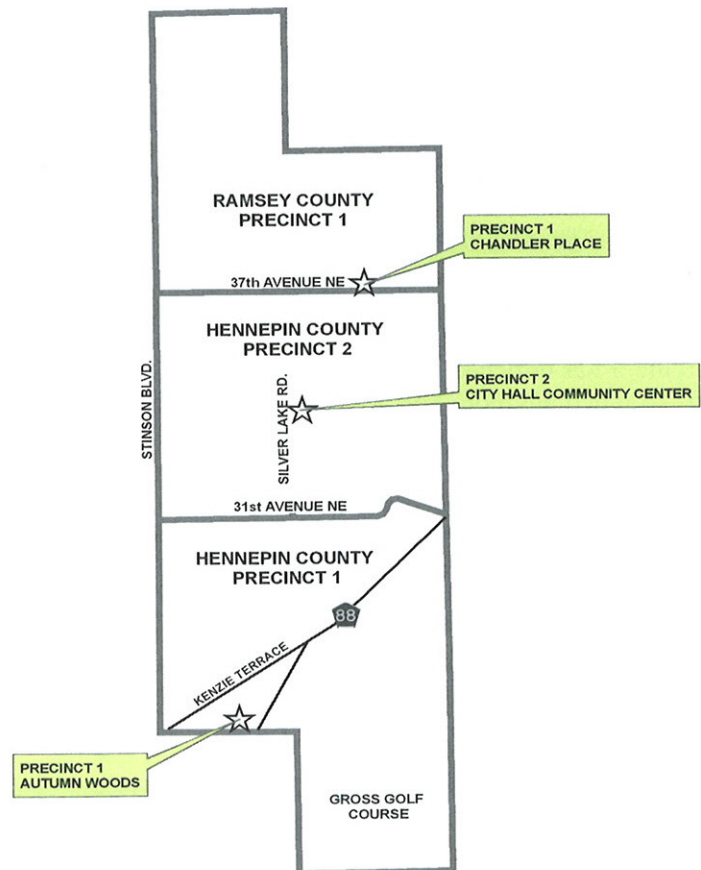 RAMSEY COUNTY
PRECINCT 1
PRECINCT 1
CHANDLER PLACE
37th AVENUE NE
HENNEPIN COUNTY
PRECINCT 2
STINSON BLVD.
SILVER LAKE RD.
PRECINCT 2
CITY HALL COMMUNITY CENTER
31st AVENUE NE
HENNEPIN COUNTY
PRECINCT 1
88
KENZIE TERRACE
PRECINCT 1
AUTUMN WOODS
GROSS GOLF
COURSE